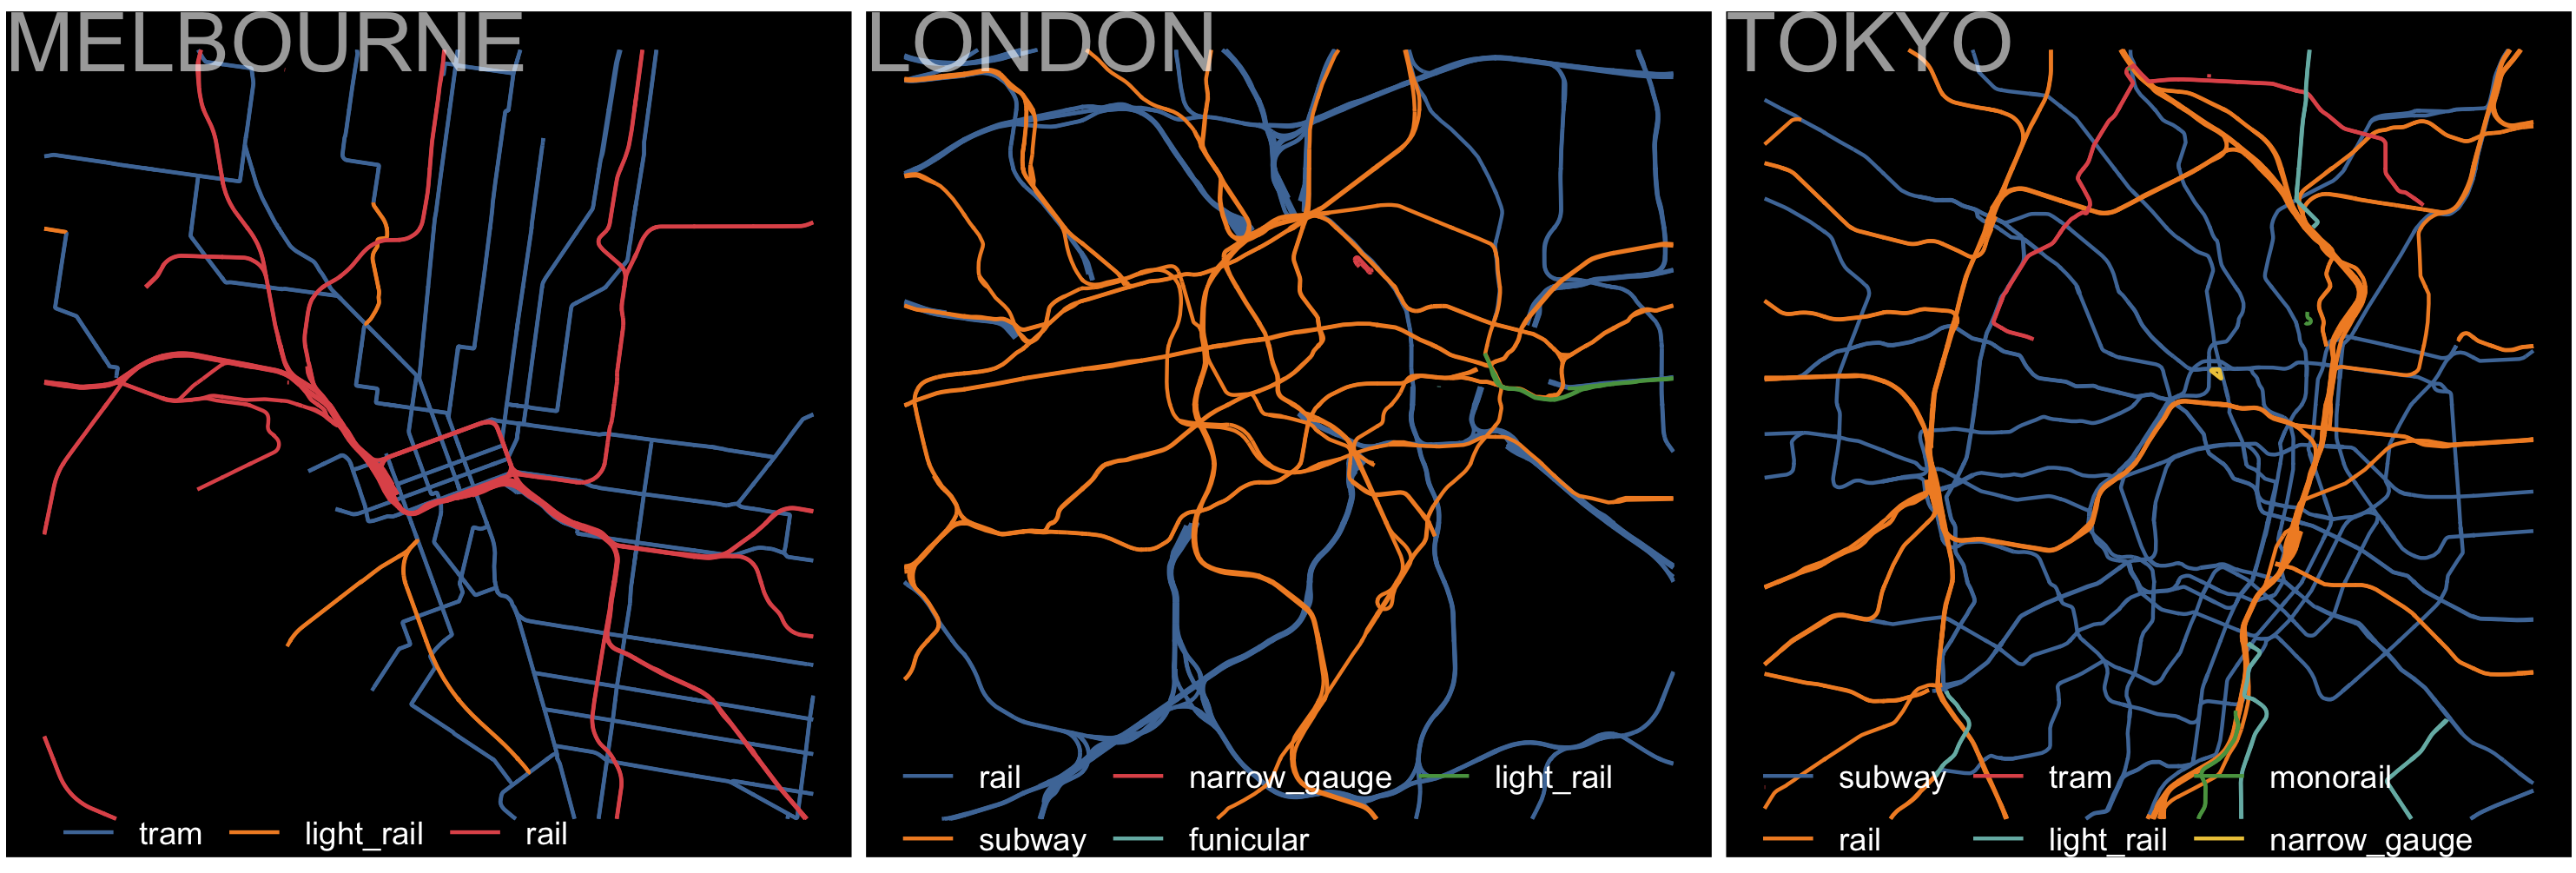 MELBOURNE
tram light_rail rail
LONDON
rail narrow_gauge light_rail
subway funicular
TOKYO
subway tram monorail
rail light_rail narrow_gauge